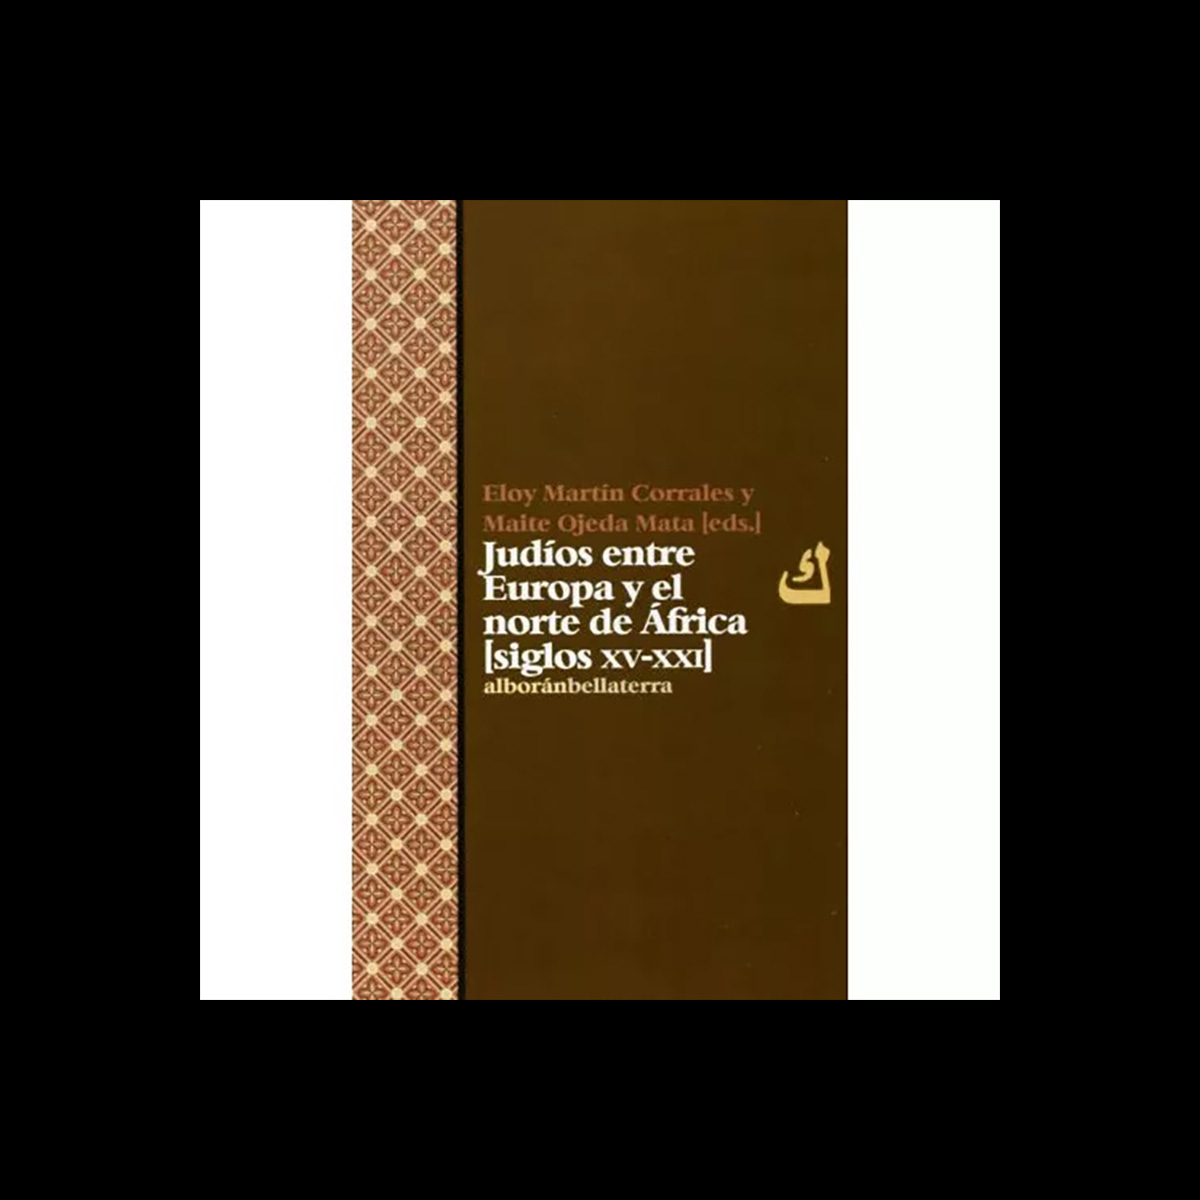 Eloy Martín Corrales y
Maite Ojeda Mata [eds.]
Judíos entre
Europa y el
norte de África
[siglos XV-XXI]
alboránbellaterra
ك